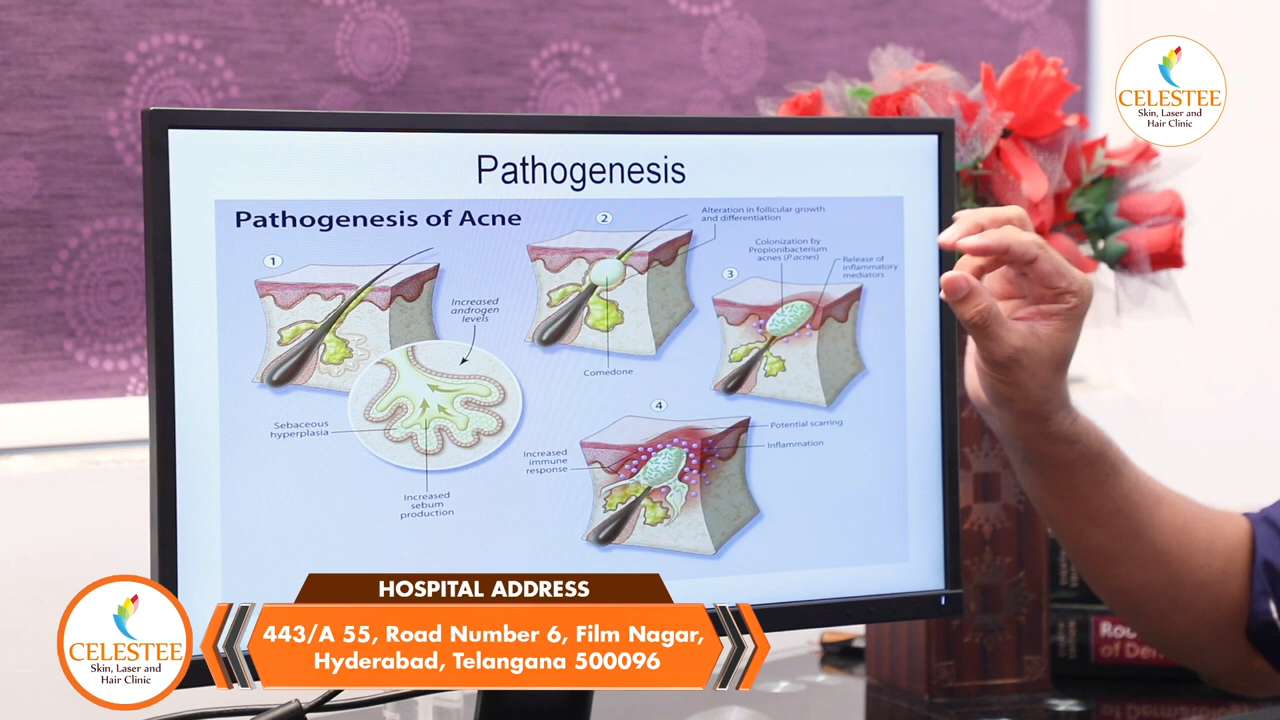 CELESTEE
Skin, Laser and
Hair Clinic
Pathogenesis
Pathogenesis of Acne
1
Increased
androgen
levels
Sebaceous
hyperplasia
Increased
sebum
production
2
Alteration in follicular growth
and differentiation
Comedone
3
Colonization by
Propionibacterium
acnes (P acnes)
Release of
inflammatory
mediators
4
Potential scarring
Inflammation
Increased
immune
response
HOSPITAL ADDRESS
443/A 55, Road Number 6, Film Nagar,
Hyderabad, Telangana 500096
CELESTEE
Skin, Laser and
Hair Clinic